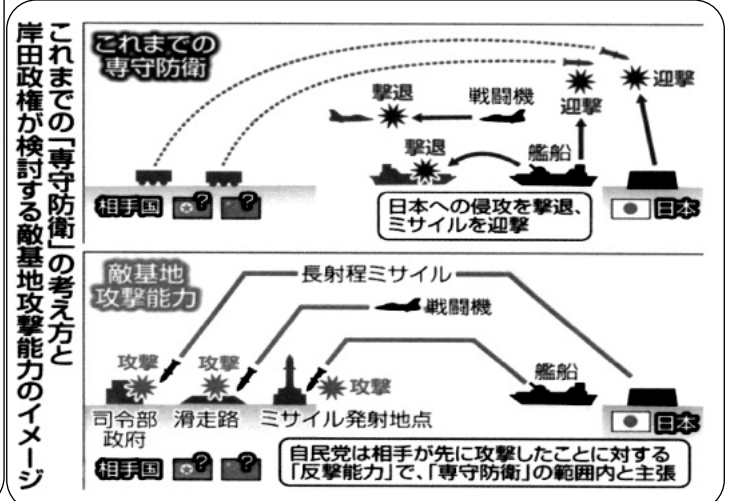 これまでの「専守防衛」の考え方と
岸田政権が検討する敵基地攻撃能力のイメージ
これまでの
専守防衛
迎撃
迎撃
撃退
戦闘機
撃退
艦船
相手国
?
?
日本
日本への侵攻を撃退、
ミサイルを迎撃
敵基地
攻撃能力
長射程ミサイル
戦闘機
攻撃
攻撃
攻撃
艦船
司令部
政府
滑走路
ミサイル発射地点
相手国
?
?
日本
自民党は相手が先に攻撃したことに対する
「反撃能力」で、「専守防衛」の範囲内と主張